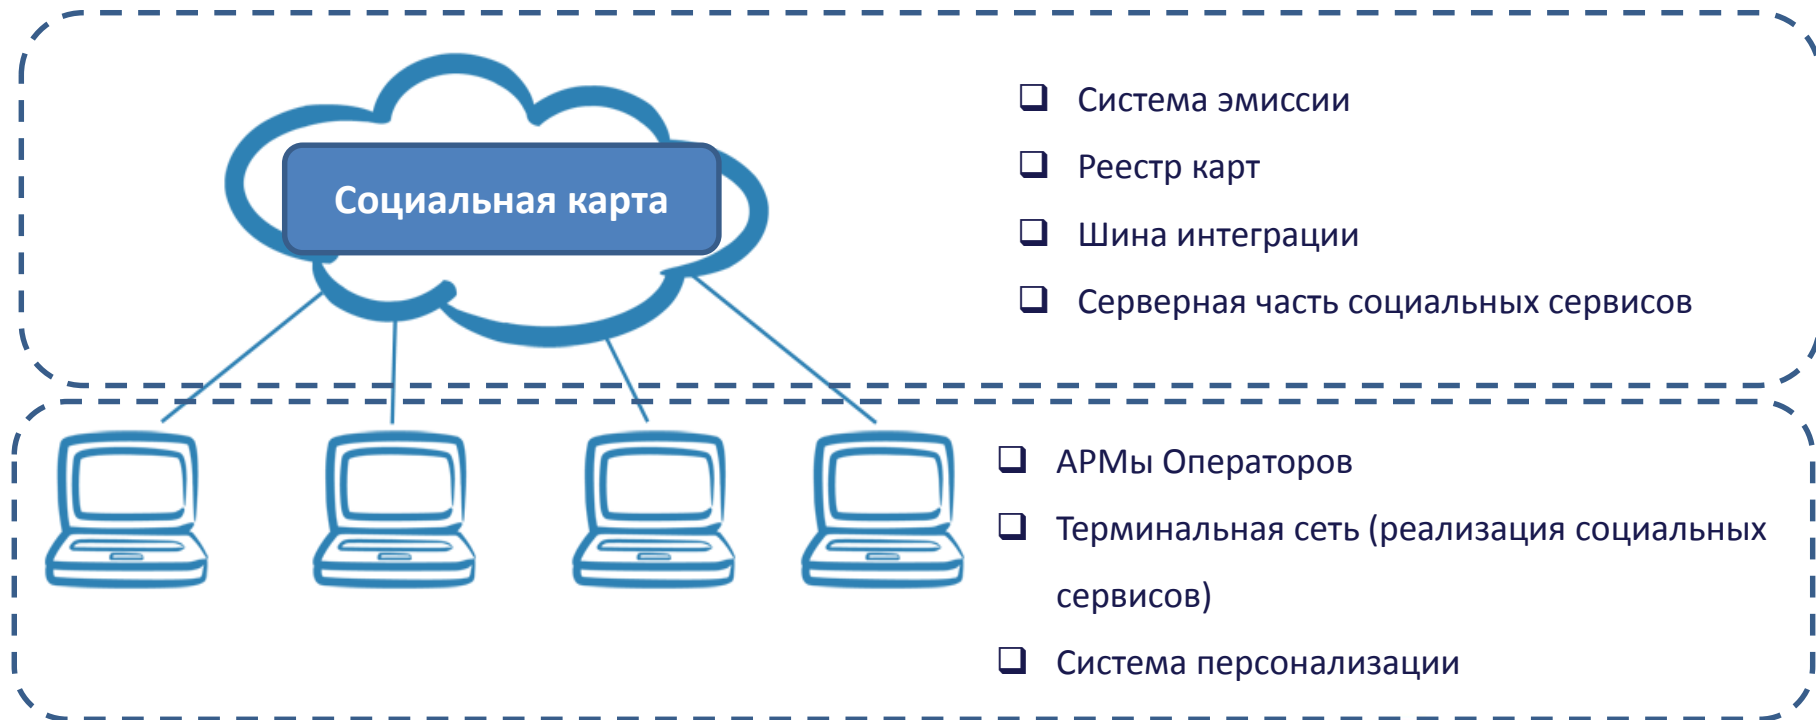 Социальная карта
Система эмиссии
Реестр карт
Шина интеграции
Серверная часть социальных сервисов
АРМы Операторов
Терминальная сеть (реализация социальных
сервисов)
Система персонализации